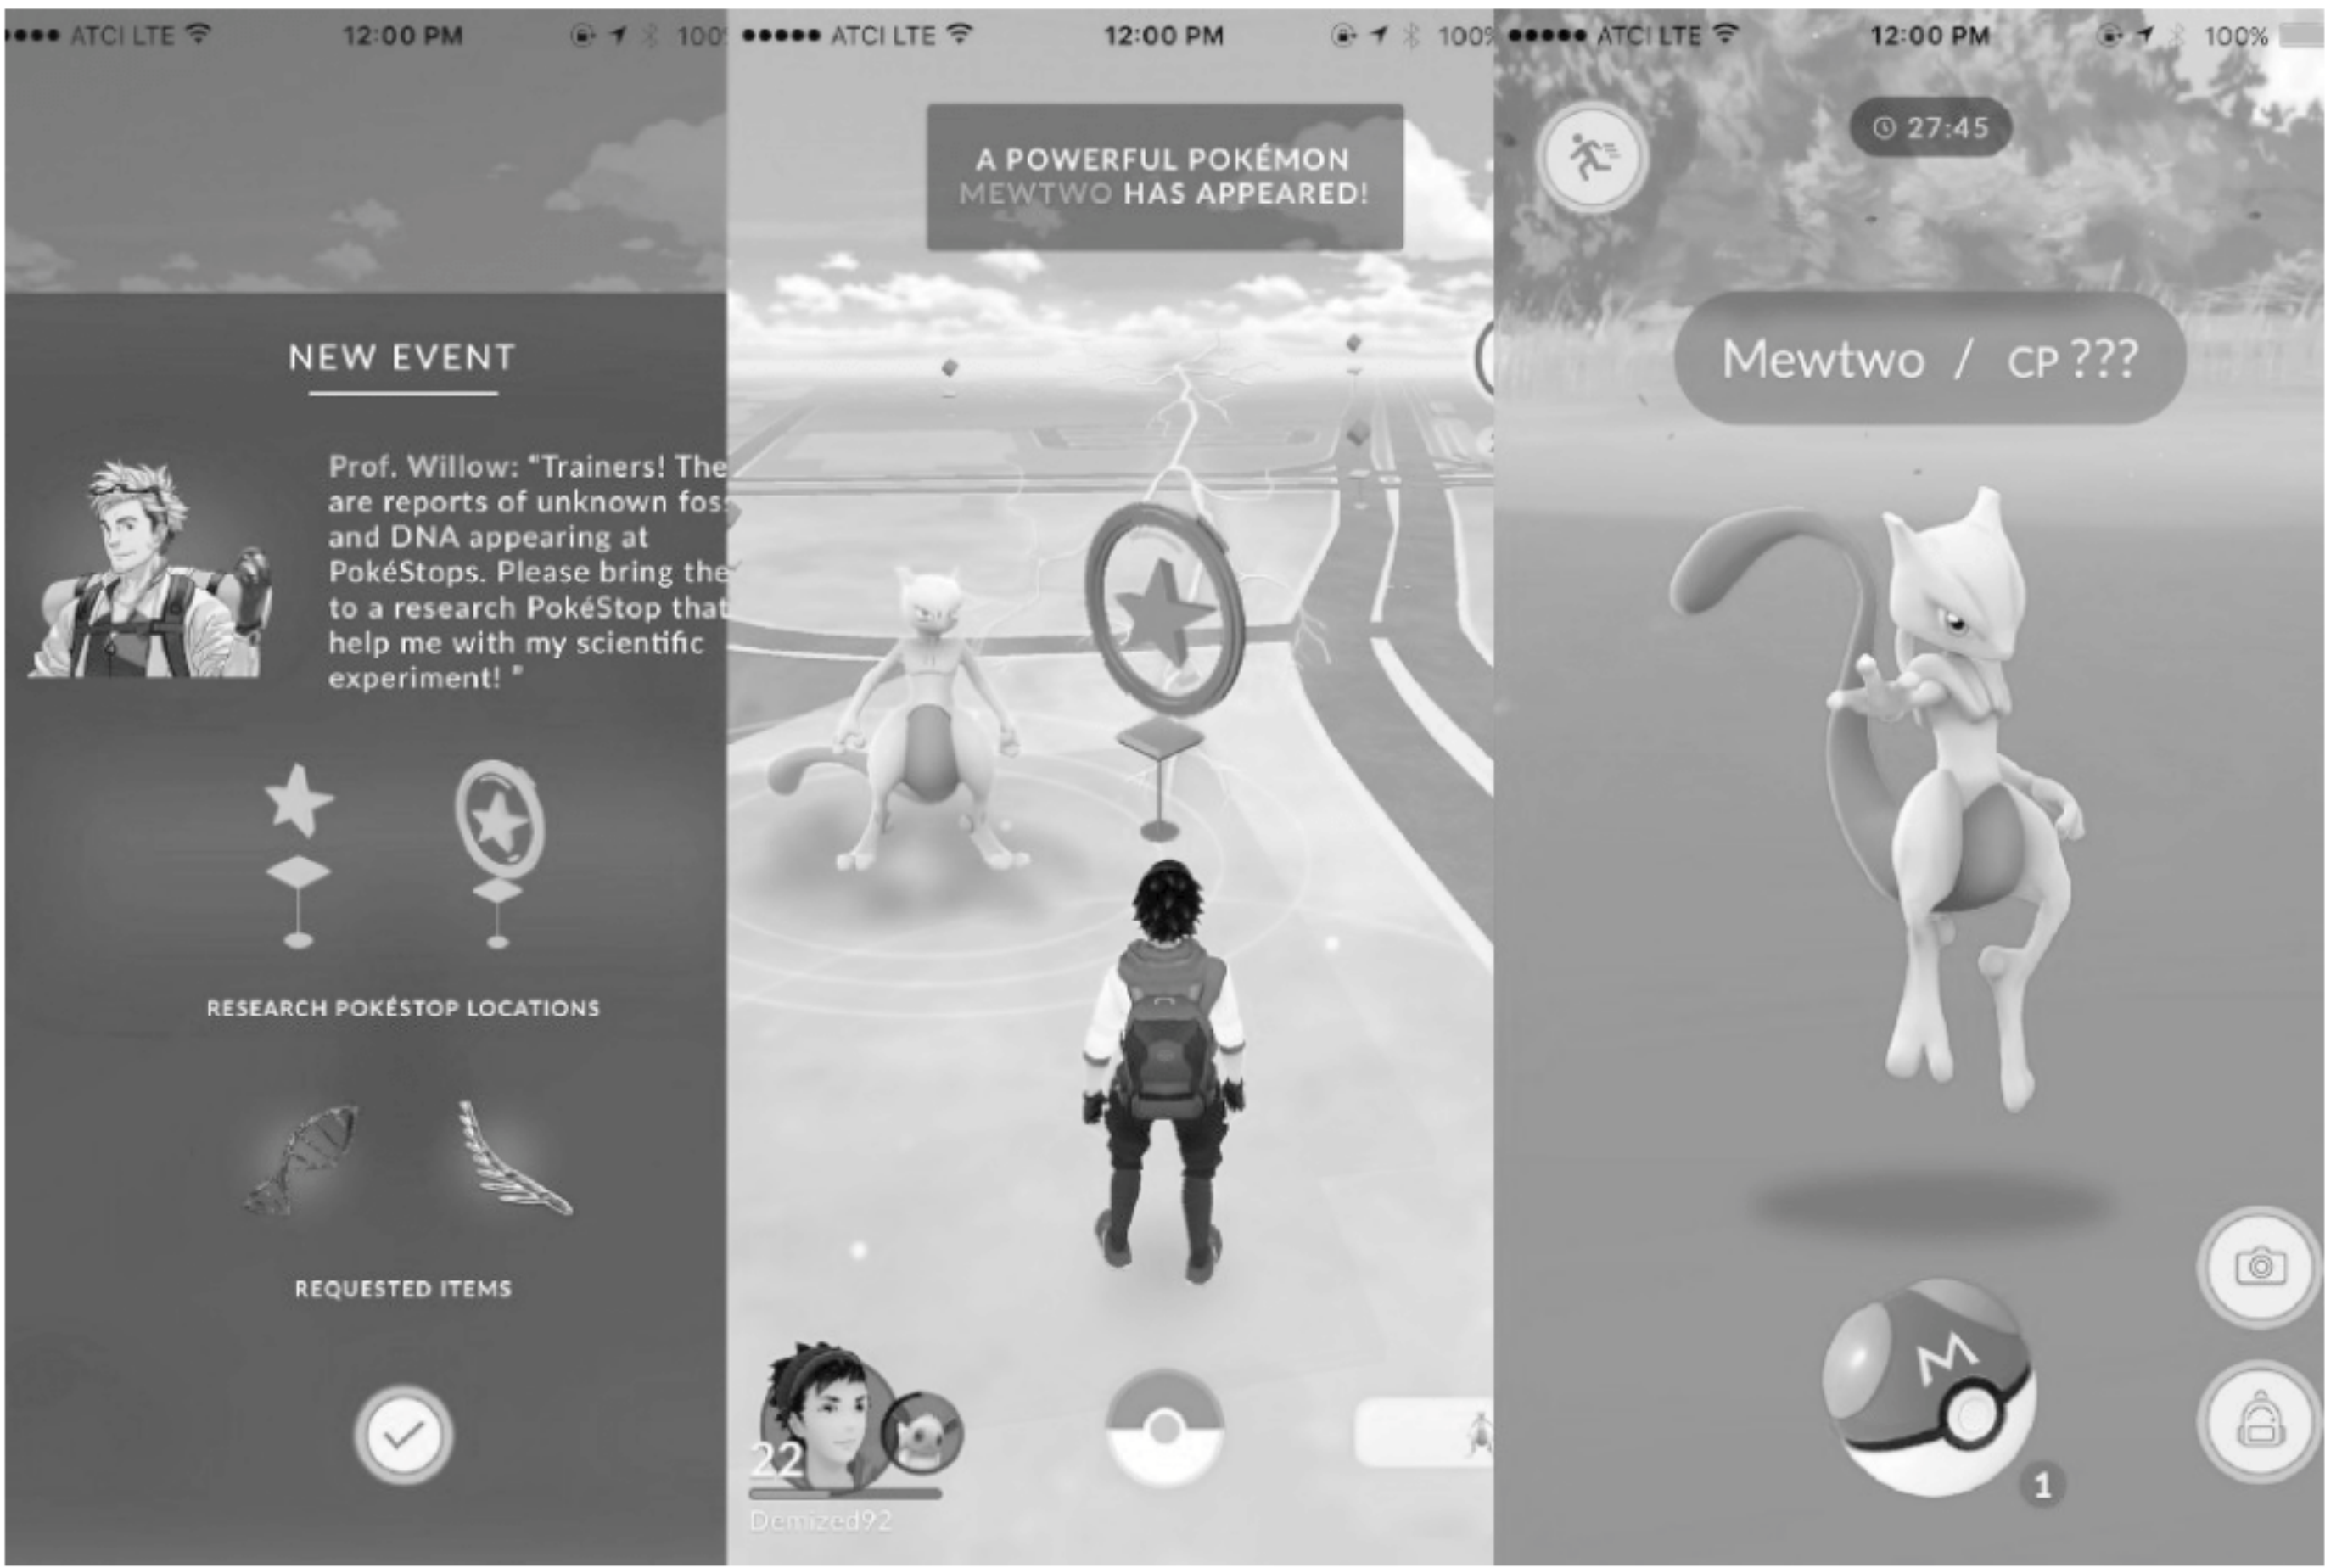 ATCI LTE 12:00 PM 100%
NEW EVENT
Prof. Willow: “Trainers! The
are reports of unknown fos
and DNA appearing at
PokéStops. Please bring the
to a research PokéStop that
help me with my scientific
experiment! ”
RESEARCH POKÉSTOP LOCATIONS
REQUESTED ITEMS
ATCI LTE 12:00 PM 100%
A POWERFUL POKÉMON
MEWTWO HAS APPEARED!
22
Demized92
ATCI LTE 12:00 PM 100%
27:45
Mewtwo / CP ???
M
1